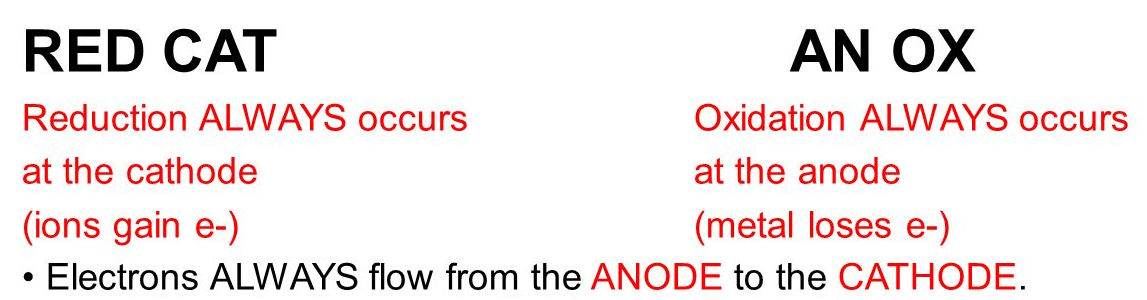 RED CAT
AN OX
Reduction ALWAYS occurs
at the cathode
(ions gain e-)
Oxidation ALWAYS occurs
at the anode
(metal loses e-)
• Electrons ALWAYS flow from the ANODE to the CATHODE.